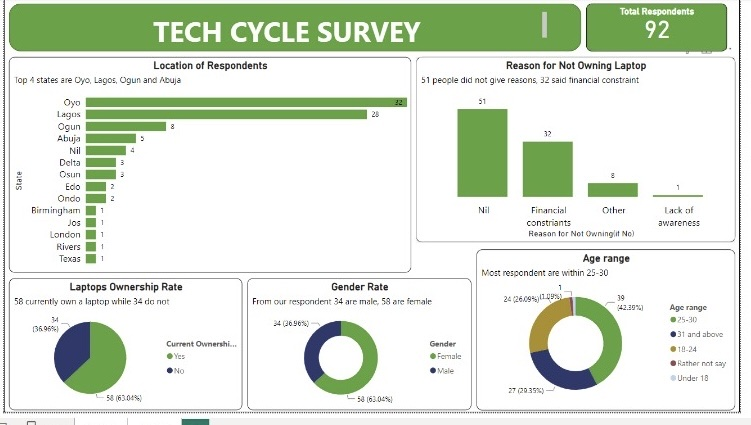 TECH CYCLE SURVEY
Total Respondents
92
Location of Respondents
Top 4 states are Oyo, Lagos, Ogun and Abuja
State
Oyo 32
Lagos 28
Ogun 8
Abuja 5
Nil 4
Delta 3
Osun 3
Edo 2
Ondo 2
Birmingham 1
Jos 1
London 1
Rivers 1
Texas 1
Reason for Not Owning Laptop
51 people did not give reasons, 32 said financial constraint
51
32
8
1
Nil
Financial
constriants
Other
Lack of
awareness
Reason for Not Owning(it No)
Laptops Ownership Rate
58 currently own a laptop while 34 do not
34
(36.96%)
58 (63.04%)
Current Ownershi...
Yes
No
Gender Rate
From our respondent 34 are male, 58 are female
34 (36.96%)
58 (63.04%)
Gender
Female
Male
Age range
Most respondent are within 25-30
1
(1.09%)
24 (26.09%)
39
(42.39%)
27 (29.35%)
Age range
25-30
31 and above
18-24
Rather not say
Under 18